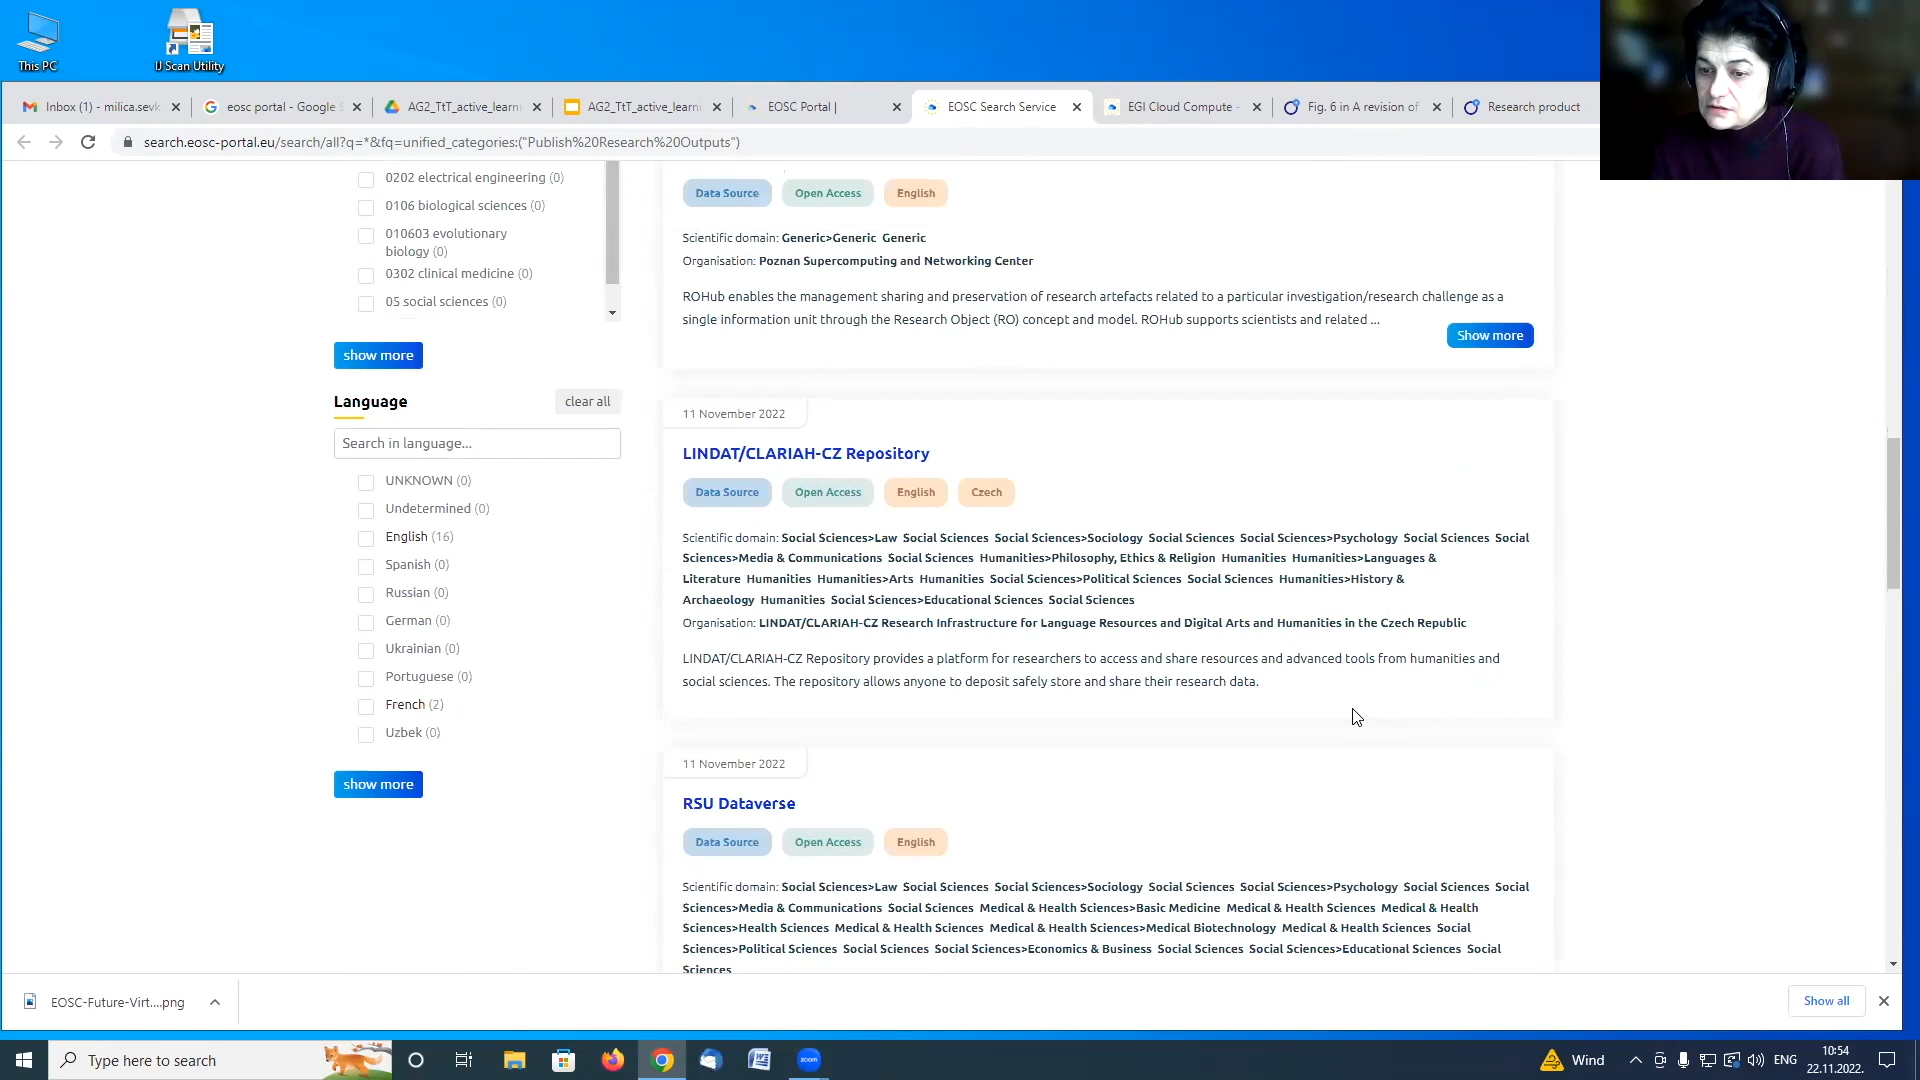 This PC
IJ Scan Utility
Inbox (1) - milica.sevk
eosc portal - Google S
AG2_TtT_active_learni
AG2_TtT_active_learni
EOSC Portal |
EOSC Search Service
EGI Cloud Compute -
Fig. 6 in A revision of
Research product
search.eosc-portal.eu/search/all?q=*&fq=unified_categories:("Publish%20Research%20Outputs")
0202 electrical engineering (0)
0106 biological sciences (0)
010603 evolutionary
biology (0)
0302 clinical medicine (0)
05 social sciences (0)
show more
Language
clear all
Search in language...
UNKNOWN (0)
Undetermined (0)
English (16)
Spanish (0)
Russian (0)
German (0)
Ukrainian (0)
Portuguese (0)
French (2)
Uzbek (0)
show more
Data Source Open Access English
Scientific domain: Generic>Generic Generic
Organisation: Poznan Supercomputing and Networking Center
ROHub enables the management sharing and preservation of research artefacts related to a particular investigation/research challenge as a
single information unit through the Research Object (RO) concept and model. ROHub supports scientists and related ...
Show more
11 November 2022
LINDAT/CLARIAH-CZ Repository
Data Source Open Access English Czech
Scientific domain: Social Sciences>Law Social Sciences Social Sciences>Sociology Social Sciences Social Sciences>Psychology Social Sciences Social
Sciences>Media & Communications Social Sciences Humanities>Philosophy, Ethics & Religion Humanities Humanities>Languages &
Literature Humanities Humanities>Arts Humanities Social Sciences>Political Sciences Social Sciences Humanities>History &
Archaeology Humanities Social Sciences>Educational Sciences Social Sciences
Organisation: LINDAT/CLARIAH-CZ Research Infrastructure for Language Resources and Digital Arts and Humanities in the Czech Republic
LINDAT/CLARIAH-CZ Repository provides a platform for researchers to access and share resources and advanced tools from humanities and
social sciences. The repository allows anyone to deposit safely store and share their research data.
11 November 2022
RSU Dataverse
Data Source Open Access English
Scientific domain: Social Sciences>Law Social Sciences Social Sciences>Sociology Social Sciences Social Sciences>Psychology Social Sciences Social
Sciences>Media & Communications Social Sciences Medical & Health Sciences>Basic Medicine Medical & Health Sciences Medical & Health
Sciences>Health Sciences Medical & Health Sciences Medical & Health Sciences>Medical Biotechnology Medical & Health Sciences Social
Sciences>Political Sciences Social Sciences Social Sciences>Economics & Business Social Sciences Social Sciences>Educational Sciences Social
Sciences
EOSC-Future-Virt....png
Show all
Type here to search
zoom
Wind
ENG
10:54
22.11.2022.